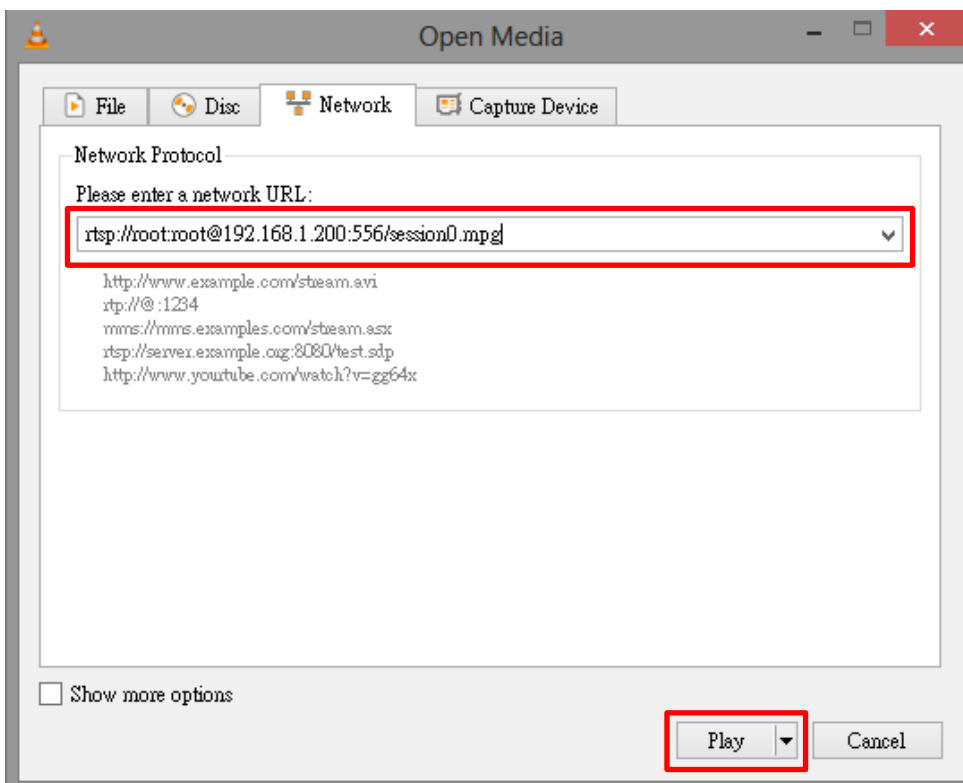 Open Media
File Disc Network Capture Device
Network Protocol
Please enter a network URL:
rtsp://root:root@192.168.1.200:556/session0.mpg
http://www.example.com/stream.avi
rtp://@:1234
mms://mms.examples.com/stream.asx
rtsp://server.example.org:8080/test.sdp
http://www.yourtube.com/watch?v=gg64x
Show more options
Play Cancel